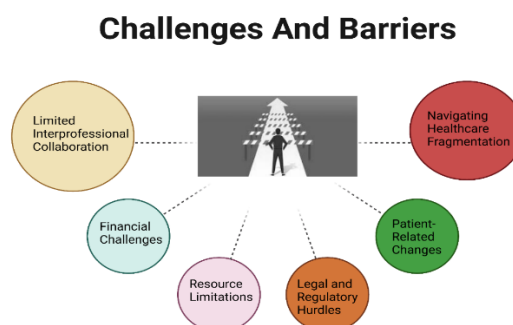 Challenges And Barriers
Limited
Interprofessional
Collaboration
Navigating
Healthcare
Fragmentation
Financial
Challenges
Patient-
Related
Changes
Resource
Limitations
Legal and
Regulatory
Hurdles